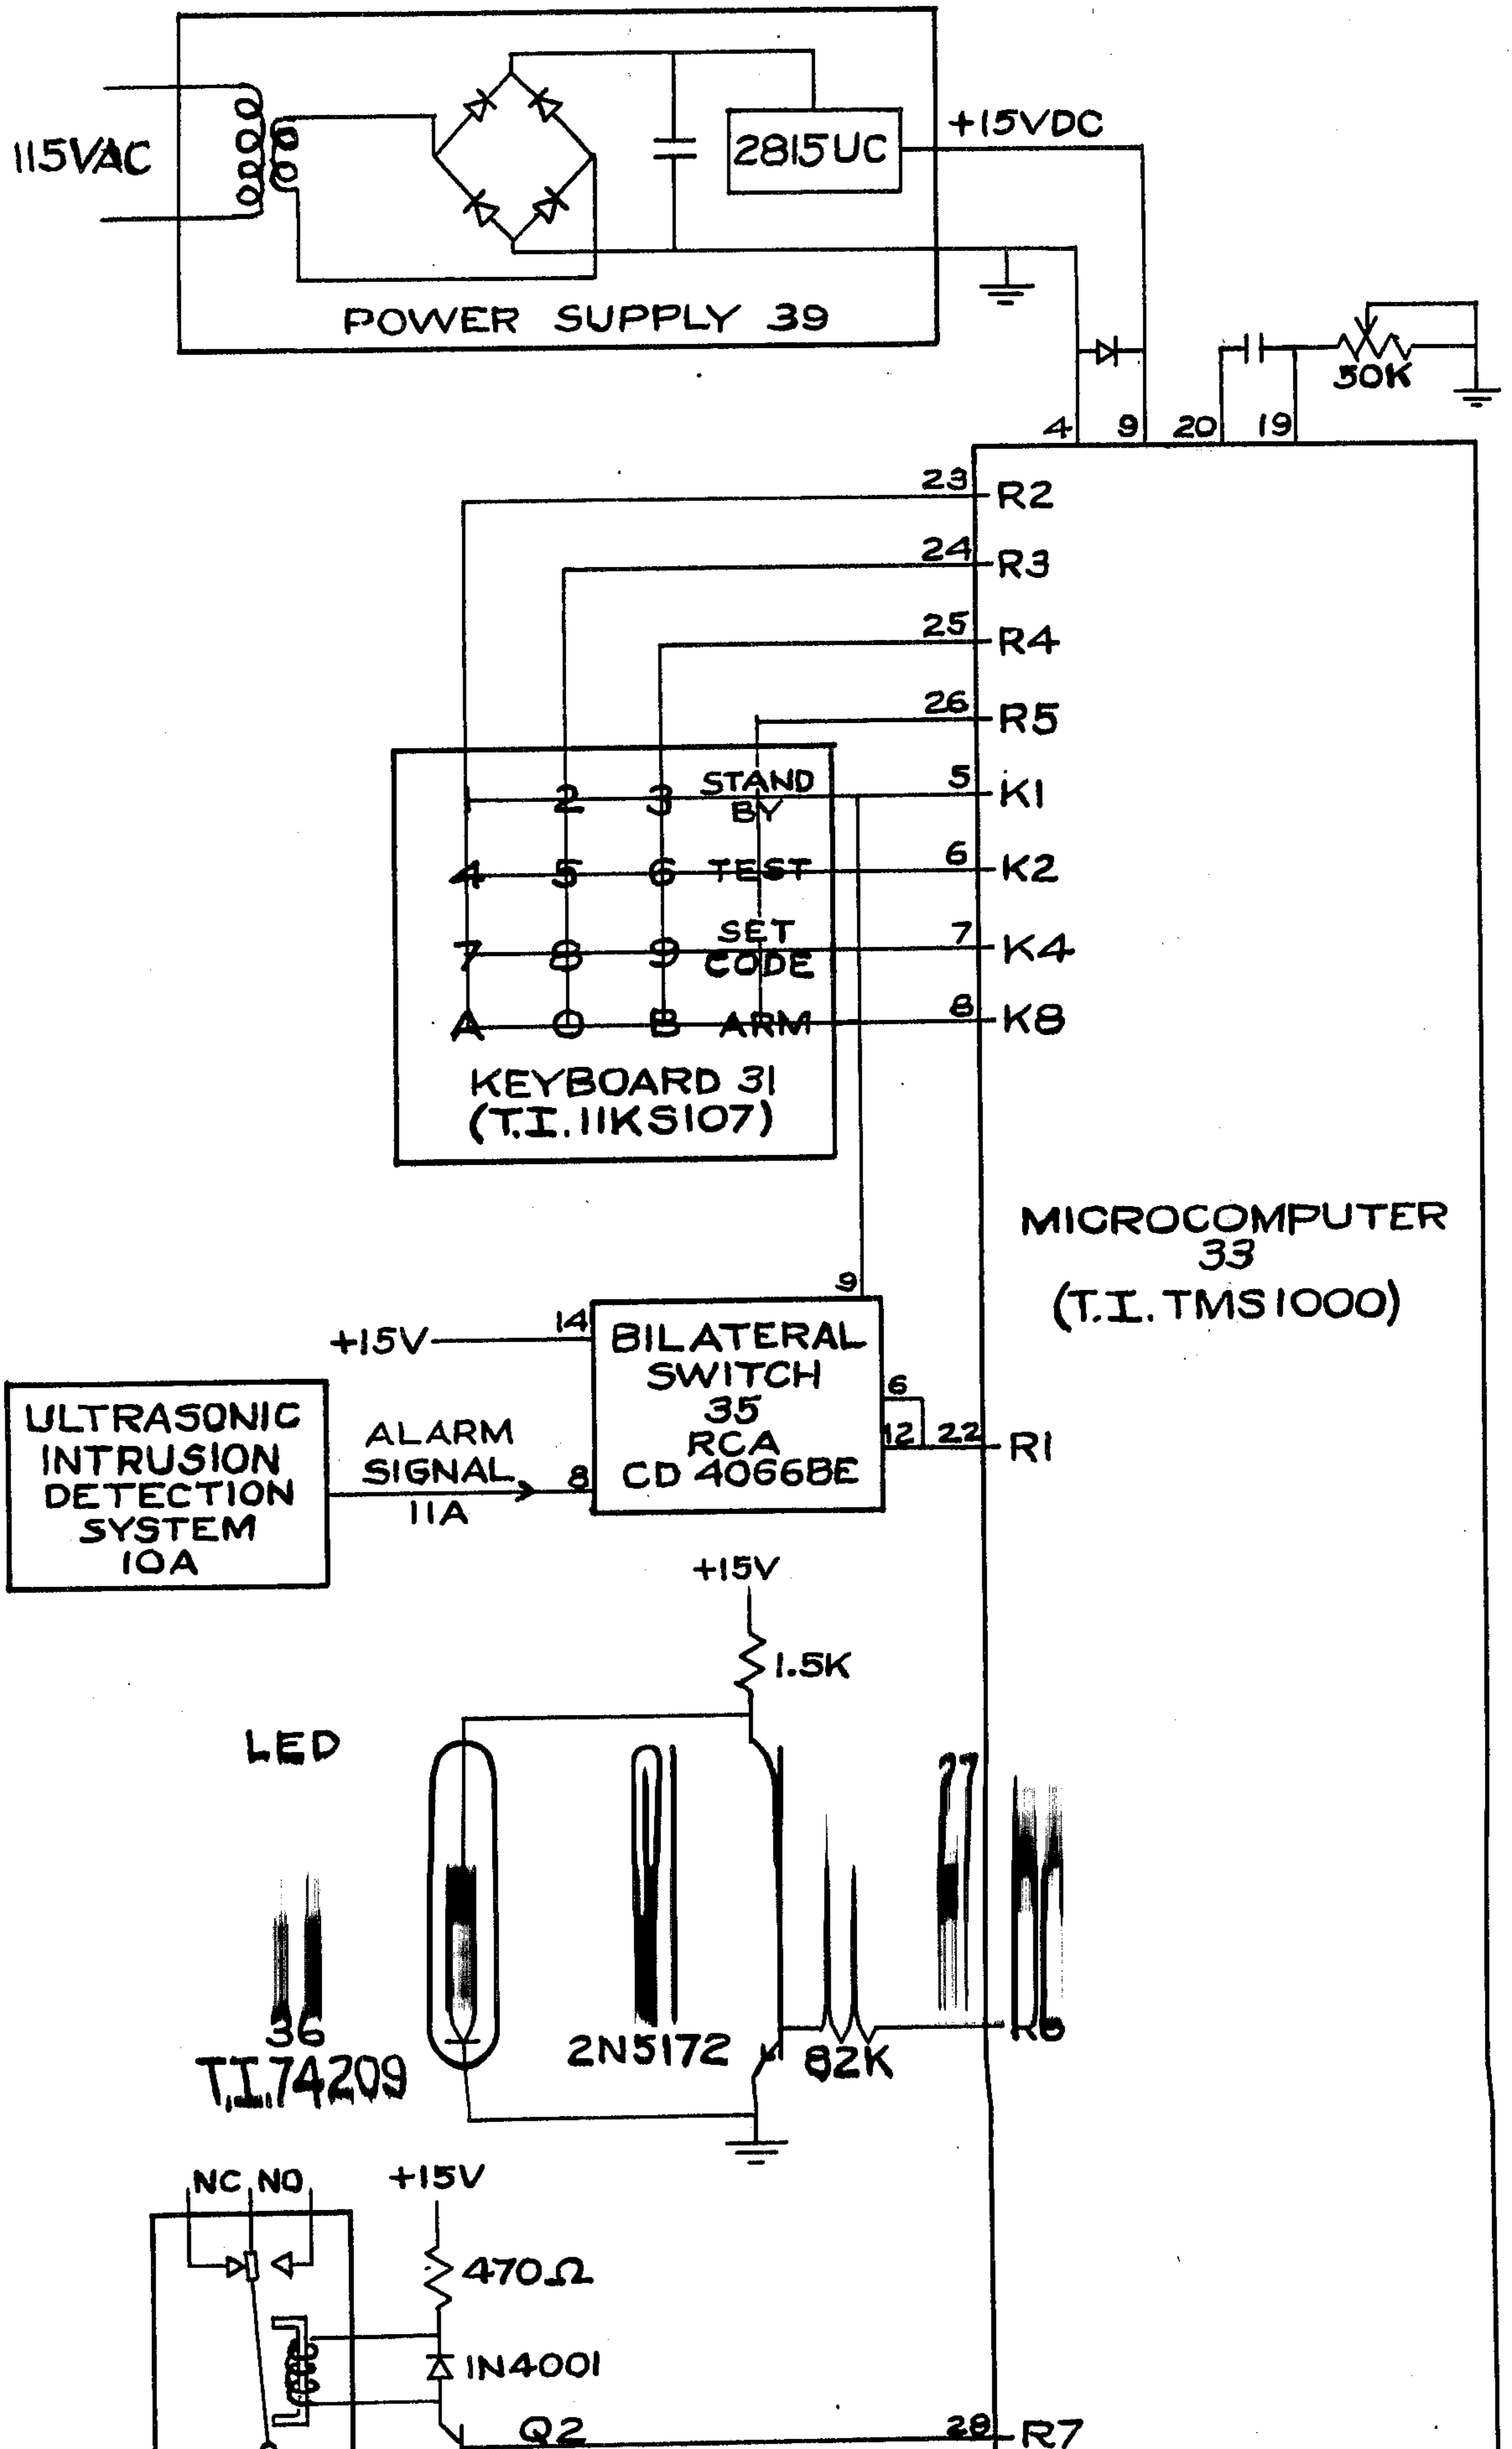 115VAC
2815UC
+15VDC
POWER SUPPLY 39
50K
4 9 20 19
23 R2
24 R3
25 R4
26 R5
1 2 3 STAND BY
5 K1
4 5 6 TEST
6 K2
7 8 9 SET CODE
7 K4
A 0 B ARM
8 K8
KEYBOARD 31
(T.I. 11KS107)
MICROCOMPUTER
33
(T.I. TMS1000)
9
+15V 14
BILATERAL
SWITCH
35
RCA
CD 4066BE
6
12 22 R1
8
ULTRASONIC
INTRUSION
DETECTION
SYSTEM
10A
ALARM
SIGNAL
11A
+15V
1.5K
LED
27
36
T.I.74209
2N5172
82K
NC NO
+15V
470Ω
1N4001
Q2
28 R7